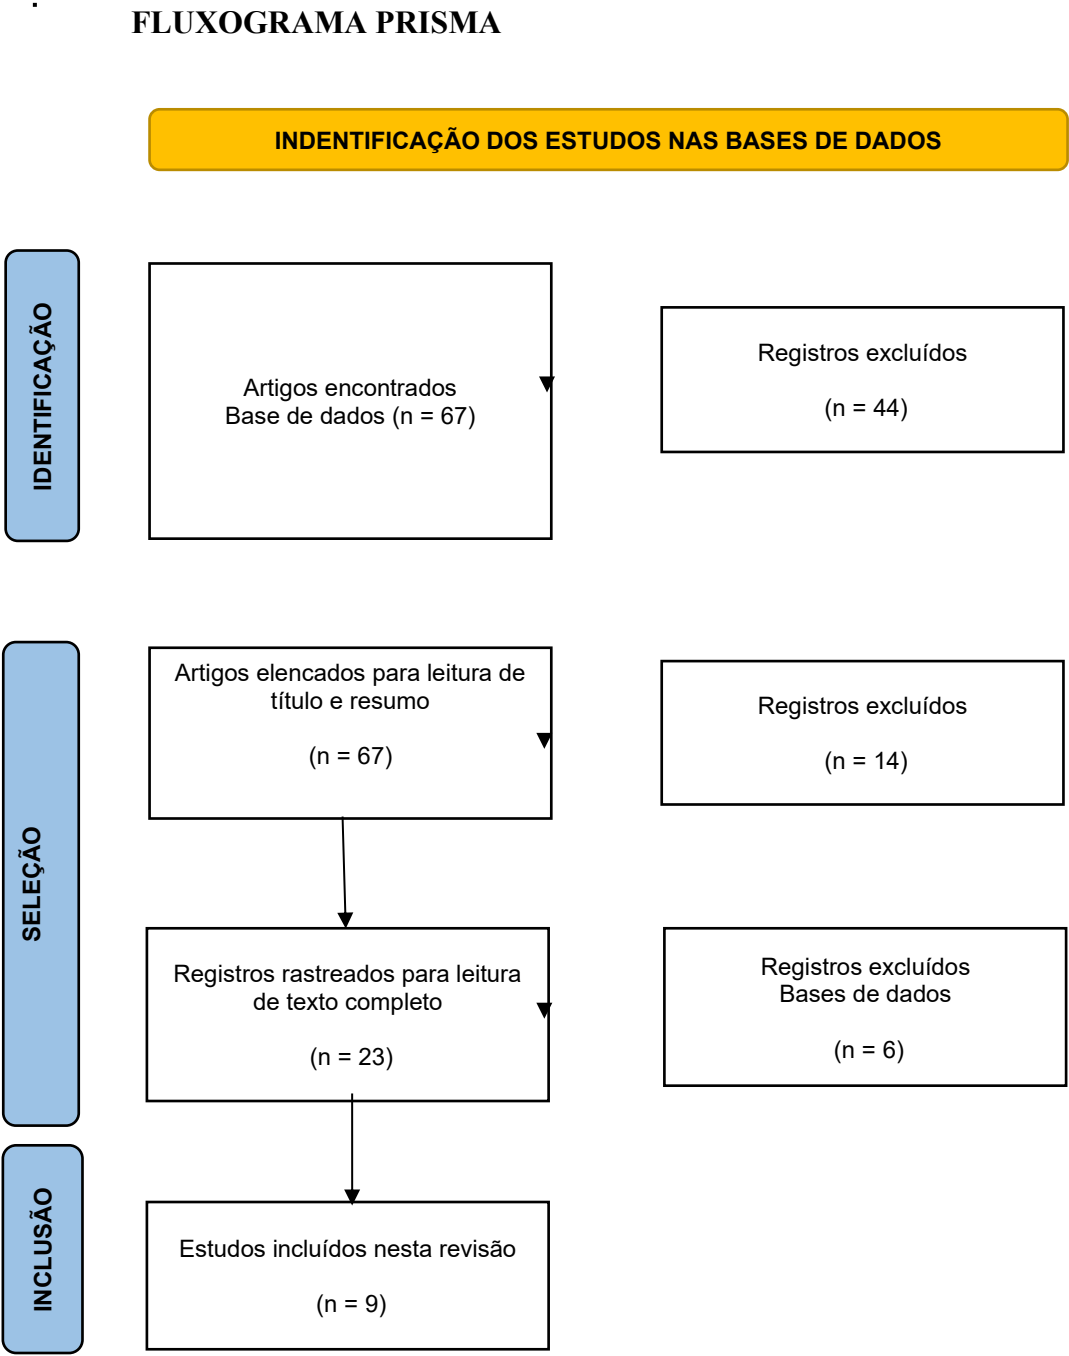 .
FLUXOGRAMA PRISMA
INDENTIFICAÇÃO DOS ESTUDOS NAS BASES DE DADOS
IDENTIFICAÇÃO
Artigos encontrados
Base de dados (n = 67)
Registros excluídos
(n = 44)
SELEÇÃO
Artigos elencados para leitura de
título e resumo
(n = 67)
Registros excluídos
(n = 14)
Registros rastreados para leitura
de texto completo
(n = 23)
Registros excluídos
Bases de dados
(n = 6)
INCLUSÃO
Estudos incluídos nesta revisão
(n = 9)